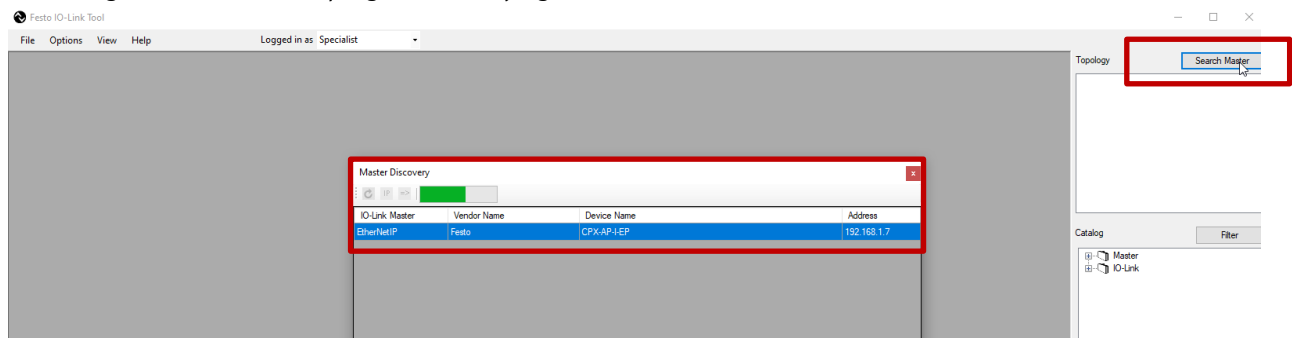 Festo IO-Link Tool
File Options View Help Logged in as Specialist
Topology Search Master
Master Discovery x
IP =>
IO-Link Master Vendor Name Device Name Address
EtherNetIP Festo CPX-AP-I-EP 192.168.1.7
Catalog Filter
Master
IO-Link